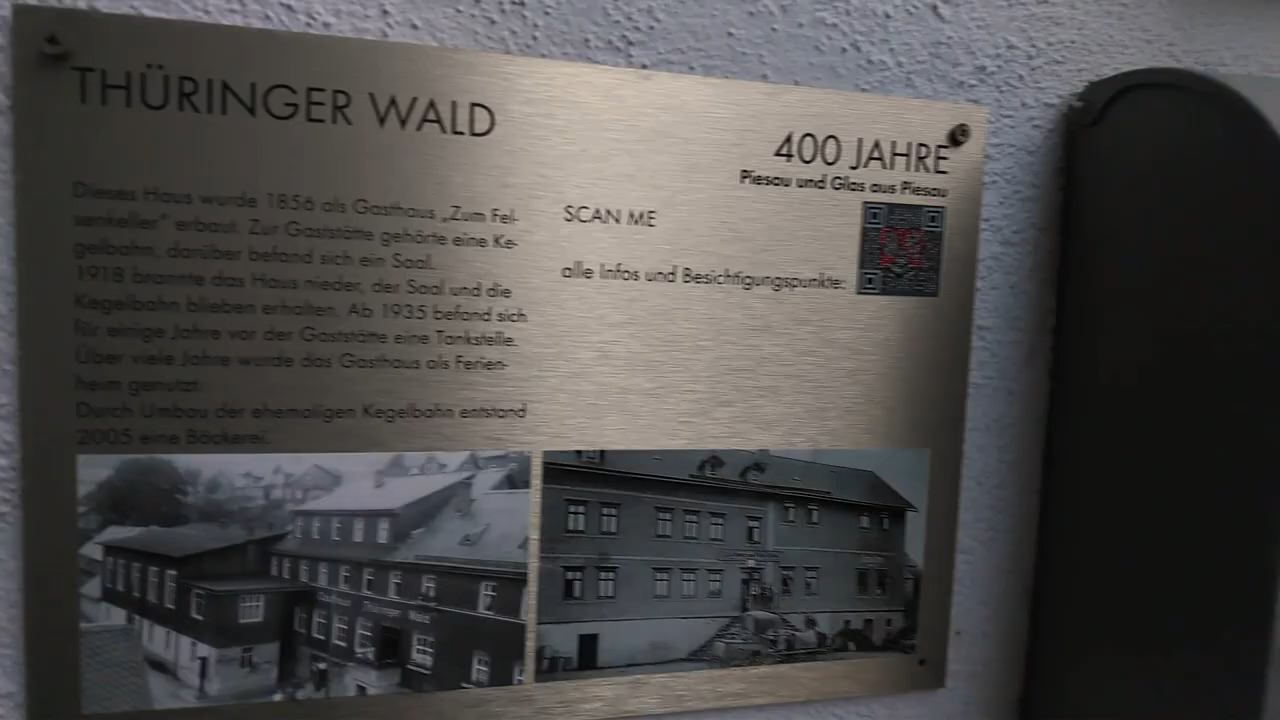 THÜRINGER WALD
Dieses Haus wurde 1856 als Gasthaus „Zum Fel-
senkeller“ erbaut. Zur Gaststätte gehörte eine Ke-
gelbahn, darüber befand sich ein Saal.
1918 brannte das Haus nieder, der Saal und die
Kegelbahn blieben erhalten. Ab 1935 befand sich
für einige Jahre vor der Gaststätte eine Tankstelle.
Über viele Jahre wurde das Gasthaus als Ferien-
heim genutzt.
Durch Umbau der ehemaligen Kegelbahn entstand
2005 eine Bäckerei.
400 JAHRE
Piesau und Glas aus Piesau
SCAN ME
alle Infos und Besichtigungspunkte:
Thüringer Wald